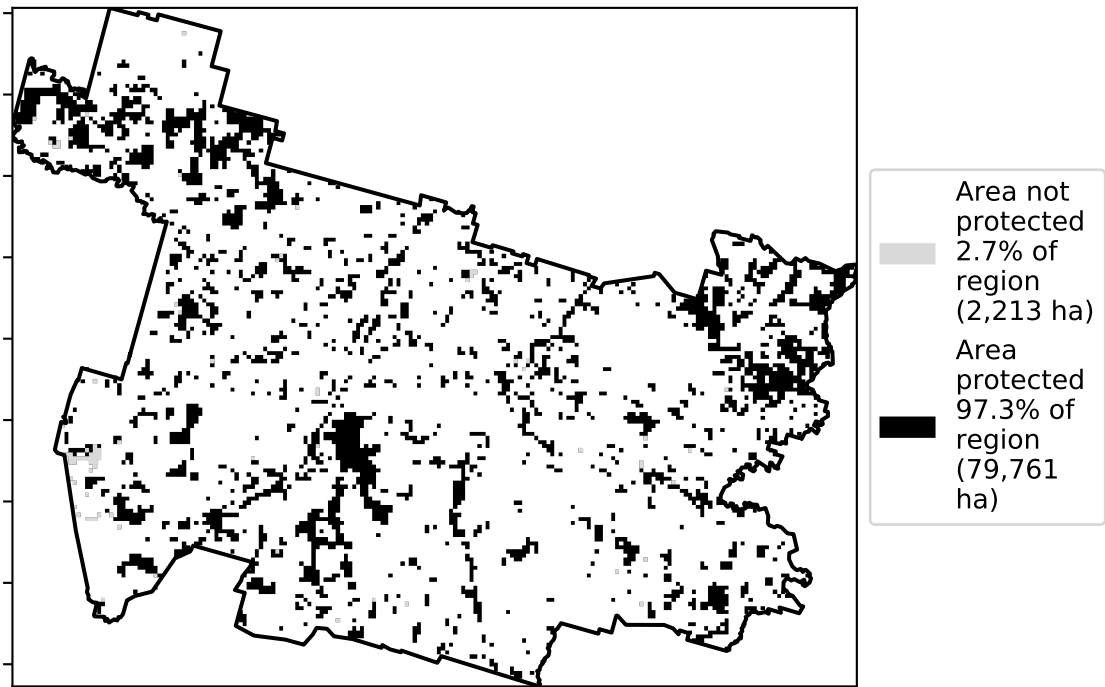 Area not
protected
2.7% of
region
(2,213 ha)
Area
protected
97.3% of
region
(79,761
ha)